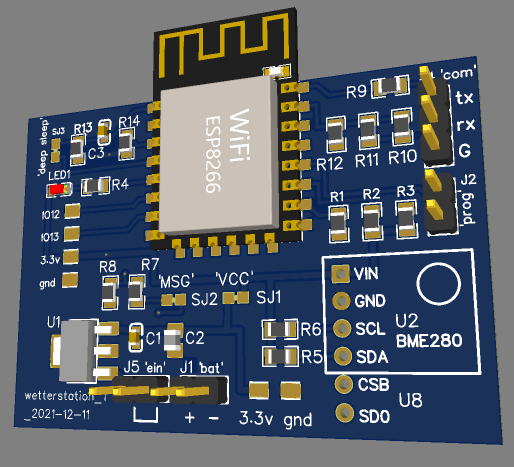 'com'
R9
tx
rx
G
R12 R11 R10
J2
prog
R1 R2 R3
WiFi
ESP8266
'deep sleep'
SJ3
R13 R14
C3
LED1
R4
IO12
IO13
3.3v
gnd
R8 R7
'MSG' 'VCC'
SJ2 SJ1
U1
C1 C2
R6
R5
J5 'ein' J1 'bat'
+ -
3.3v gnd
wetterstation_
_2021-12-11
VIN
GND
SCL
SDA
CSB
SDO
U2
BME280
U8